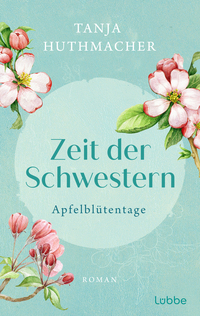 TANJA
HUTHMACHER
Zeit der
Schwestern
Apfelblütentage
ROMAN
Lübbe